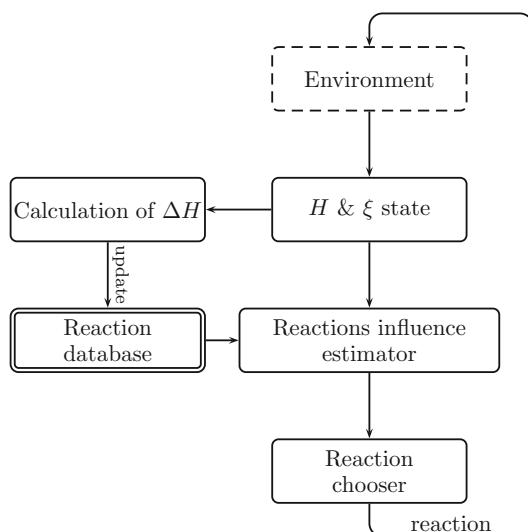 Environment
Calculation of ΔH
H & ξ state
update
Reaction
database
Reactions influence
estimator
Reaction
chooser
reaction